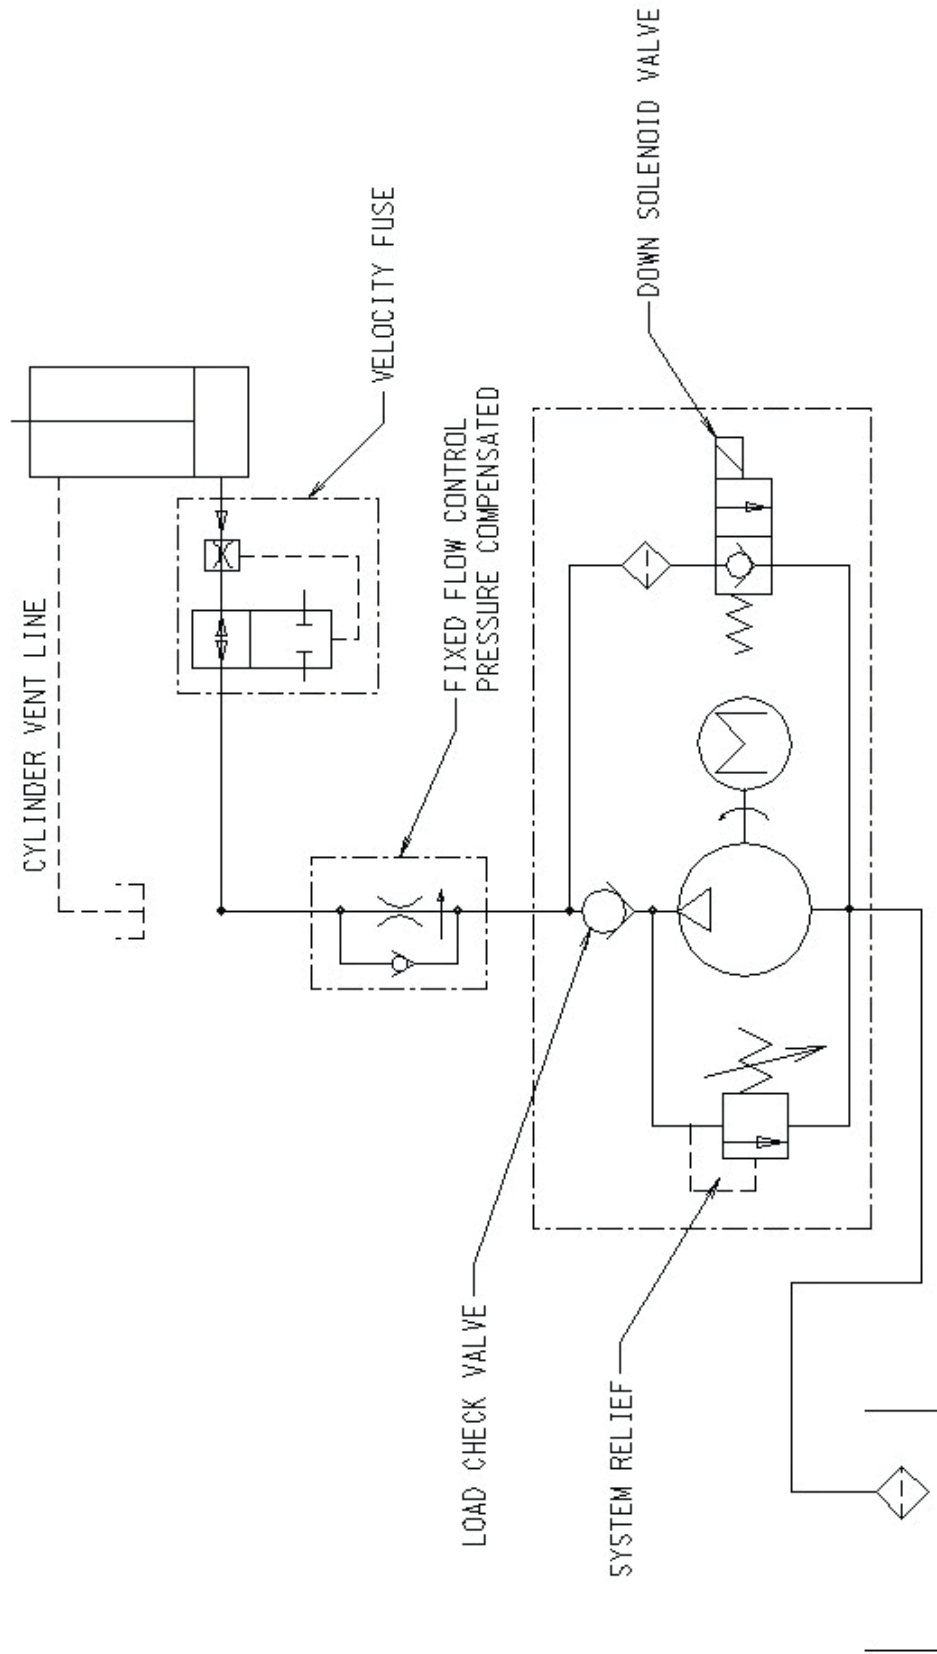 CYLINDER VENT LINE
VELOCITY FUSE
FIXED FLOW CONTROL
PRESSURE COMPENSATED
DOWN SOLENOID VALVE
LOAD CHECK VALVE
SYSTEM RELIEF
M